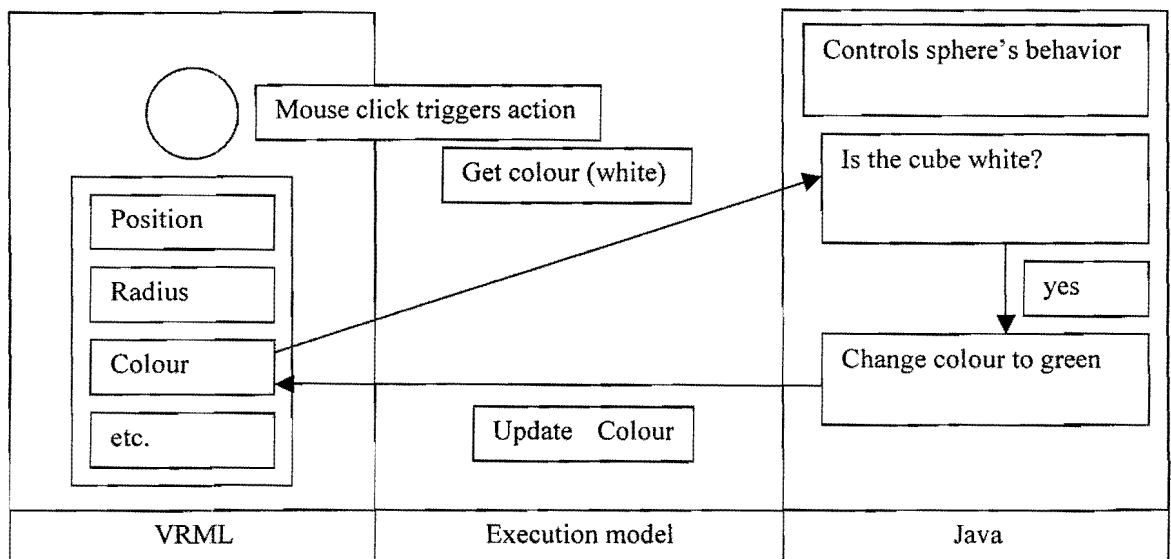 Controls sphere's behavior
Mouse click triggers action
Get colour (white)
Is the cube white?
Position
Radius
yes
Colour
Change colour to green
etc.
Update Colour
VRML
Execution model
Java